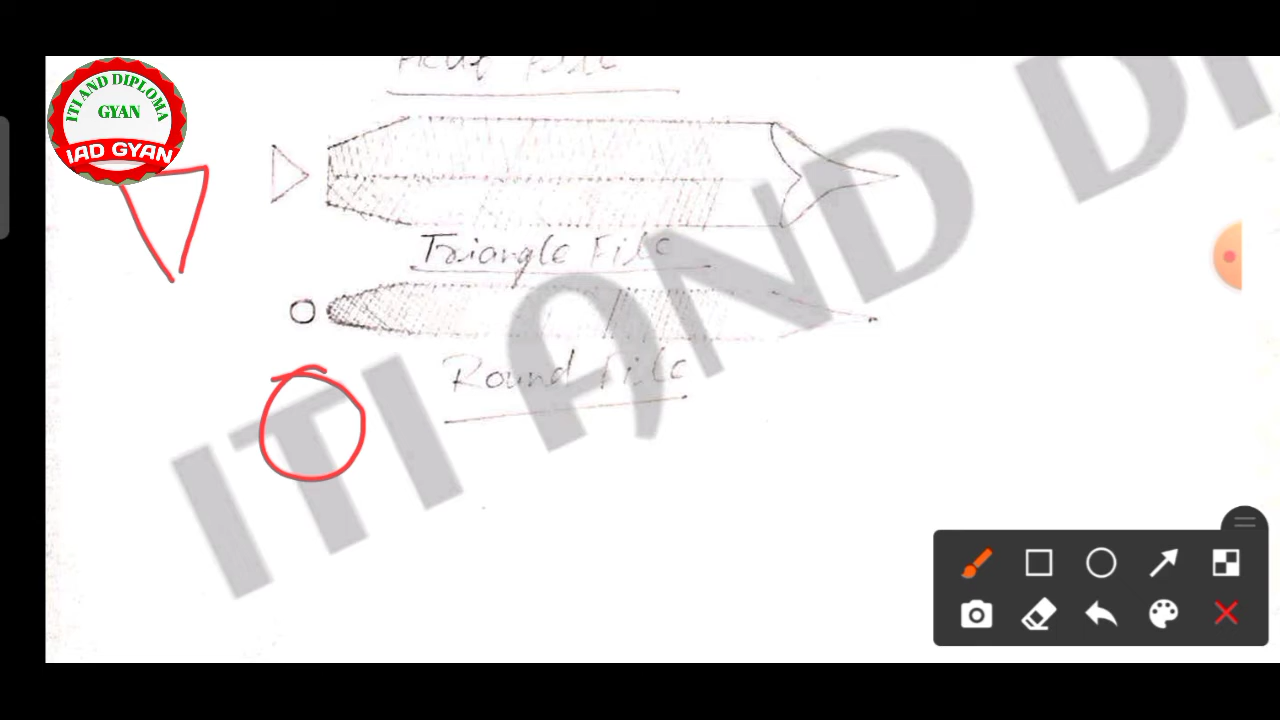 ITI AND DIPLOMA
GYAN
IAD GYAN
Triangle File
Round File
ITI AND DI